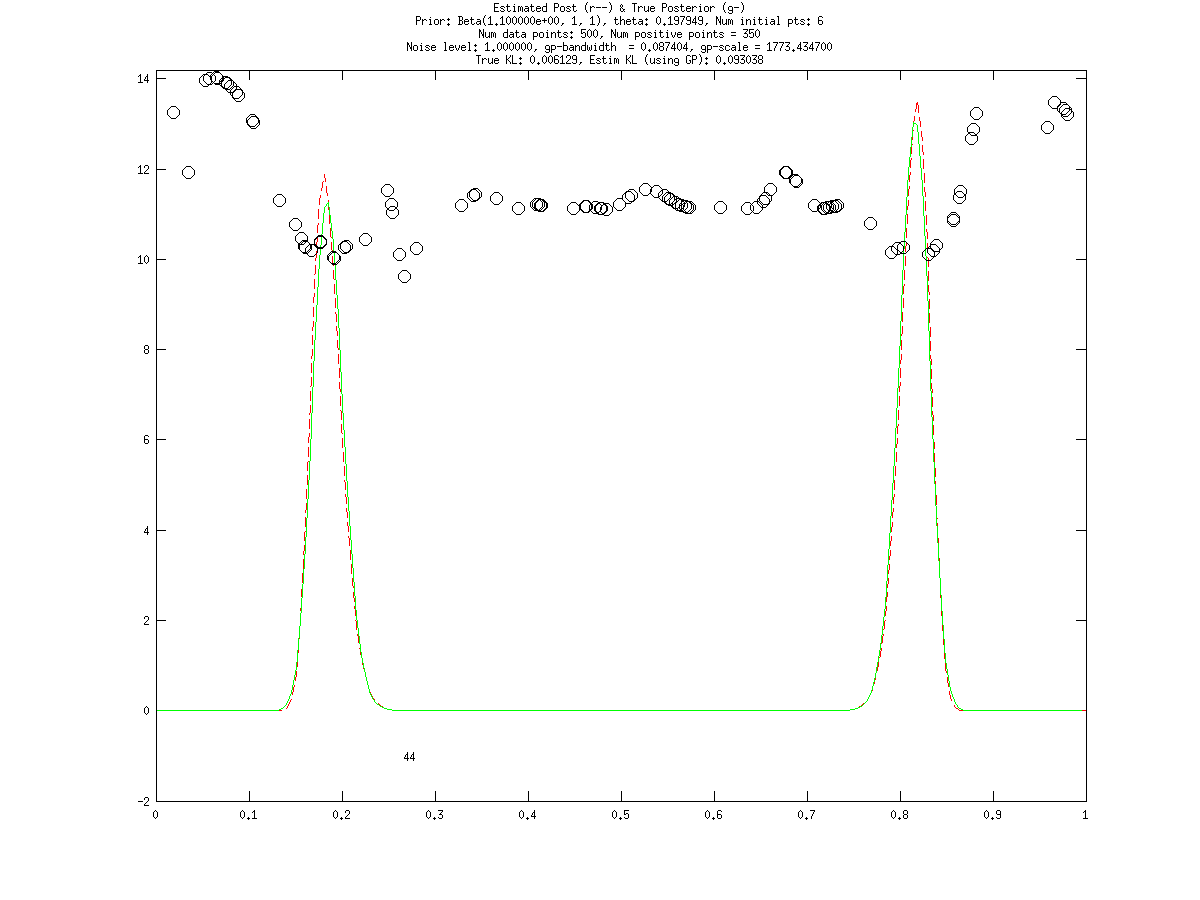 Estimated Post (r--) & True Posterior (g-)
Prior: Beta(1.100000e+00, 1, 1), theta: 0.197949, Num initial pts: 6
Num data points: 500, Num positive points = 350
Noise level: 1.000000, gp-bandwidth  = 0.087404, gp-scale = 1773.434700
True KL: 0.006129, Estim KL (using GP): 0.093038
14
12
10
8
6
4
2
0
44
-2
0 0.1 0.2 0.3 0.4 0.5 0.6 0.7 0.8 0.9 1